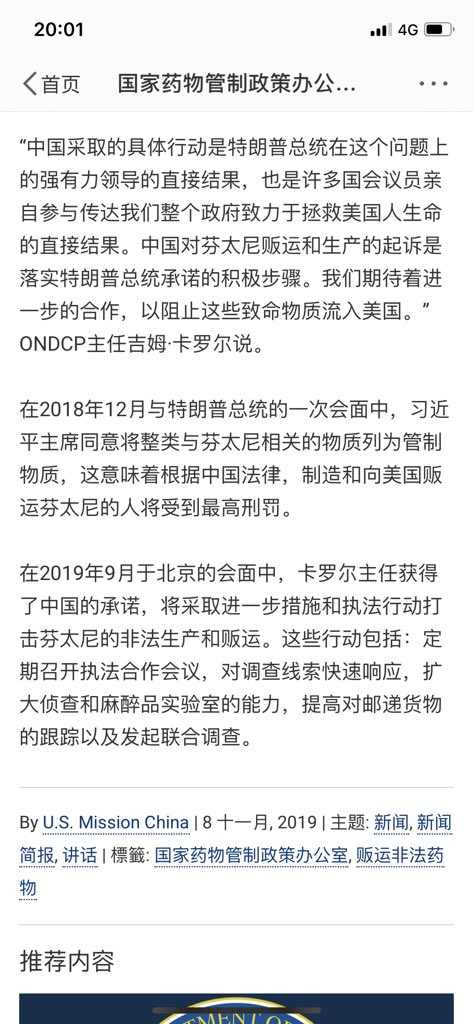 20:01
4G
首页
国家药物管制政策办公...
“中国采取的具体行动是特朗普总统在这个问题上
的强有力领导的直接结果，也是许多国会议员亲
自参与传达我们整个政府致力于拯救美国人生命
的直接结果。中国对芬太尼贩运和生产的起诉是
落实特朗普总统承诺的积极步骤。我们期待着进
一步的合作，以阻止这些致命物质流入美国。”
ONDCP主任吉姆·卡罗尔说。
在2018年12月与特朗普总统的一次会面中，习近
平主席同意将整类与芬太尼相关的物质列为管制
物质，这意味着根据中国法律，制造和向美国贩
运芬太尼的人将受到最高刑罚。
在2019年9月于北京的会面中，卡罗尔主任获得
了中国的承诺，将采取进一步措施和执法行动打
击芬太尼的非法生产和贩运。这些行动包括：定
期召开执法合作会议，对调查线索快速响应，扩
大侦查和麻醉品实验室的能力，提高对邮递货物
的跟踪以及发起联合调查。
By U.S. Mission China | 8 十一月, 2019 | 主题: 新闻, 新闻
简报, 讲话 | 標籤: 国家药物管制政策办公室, 贩运非法药
物
推荐内容